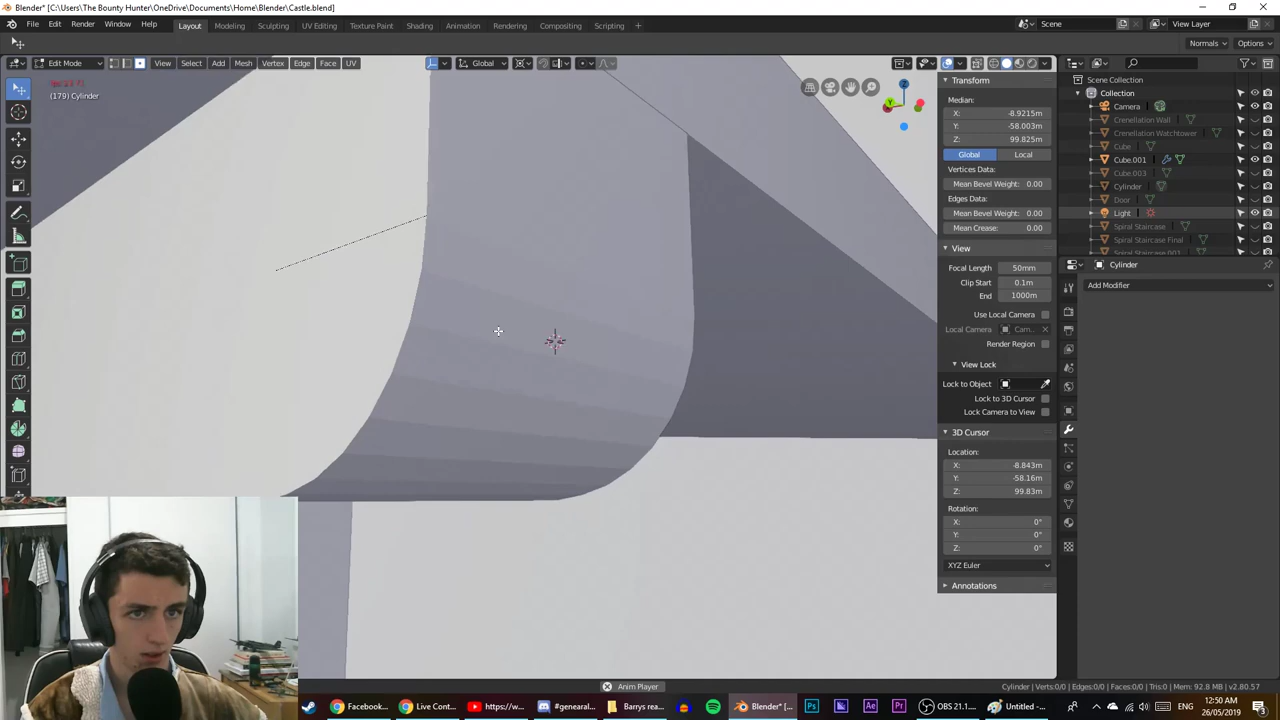 Blender* [C:\Users\The Bounty Hunter\OneDrive\Documents\Home\Blender\Castle.blend]
File Edit Render Window Help Layout Modeling Sculpting UV Editing Texture Paint Shading Animation Rendering Compositing Scripting Scene View Layer
Normals Options
Edit Mode View Select Add Mesh Vertex Edge Face UV Global
(179) Cylinder
Transform
Median:
X: -8.9215m
Y: -58.003m
Z: 99.825m
Global Local
Vertices Data:
Mean Bevel Weight: 0.00
Edges Data:
Mean Bevel Weight: 0.00
Mean Crease: 0.00
View
Focal Length 50mm
Clip Start 0.1m
End 1000m
Use Local Camera
Local Camera Cam...
Render Region
View Lock
Lock to Object
Lock to 3D Cursor
Lock Camera to View
3D Cursor
Location:
X: -8.843m
Y: -58.16m
Z: 99.83m
Rotation:
X: 0°
Y: 0°
Z: 0°
XYZ Euler
Annotations
Scene Collection
Collection
Camera
Crenellation Wall
Crenellation Watchtower
Cube
Cube.001
Cube.003
Cylinder
Door
Light
Spiral Staircase
Spiral Staircase Final
Spiral Staircase.001
Cylinder
Add Modifier
Anim Player
Cylinder | Verts:0/0 | Edges:0/0 | Faces:0/0 | Tris:0 | Mem: 92.8 MB | v2.80.57
Facebook... Live Cont... https://w... #general... Barrys rea... Blender* [... Ps Ae Pr OBS 21.1... Untitled - ... ENG 12:50 AM
26/05/2019